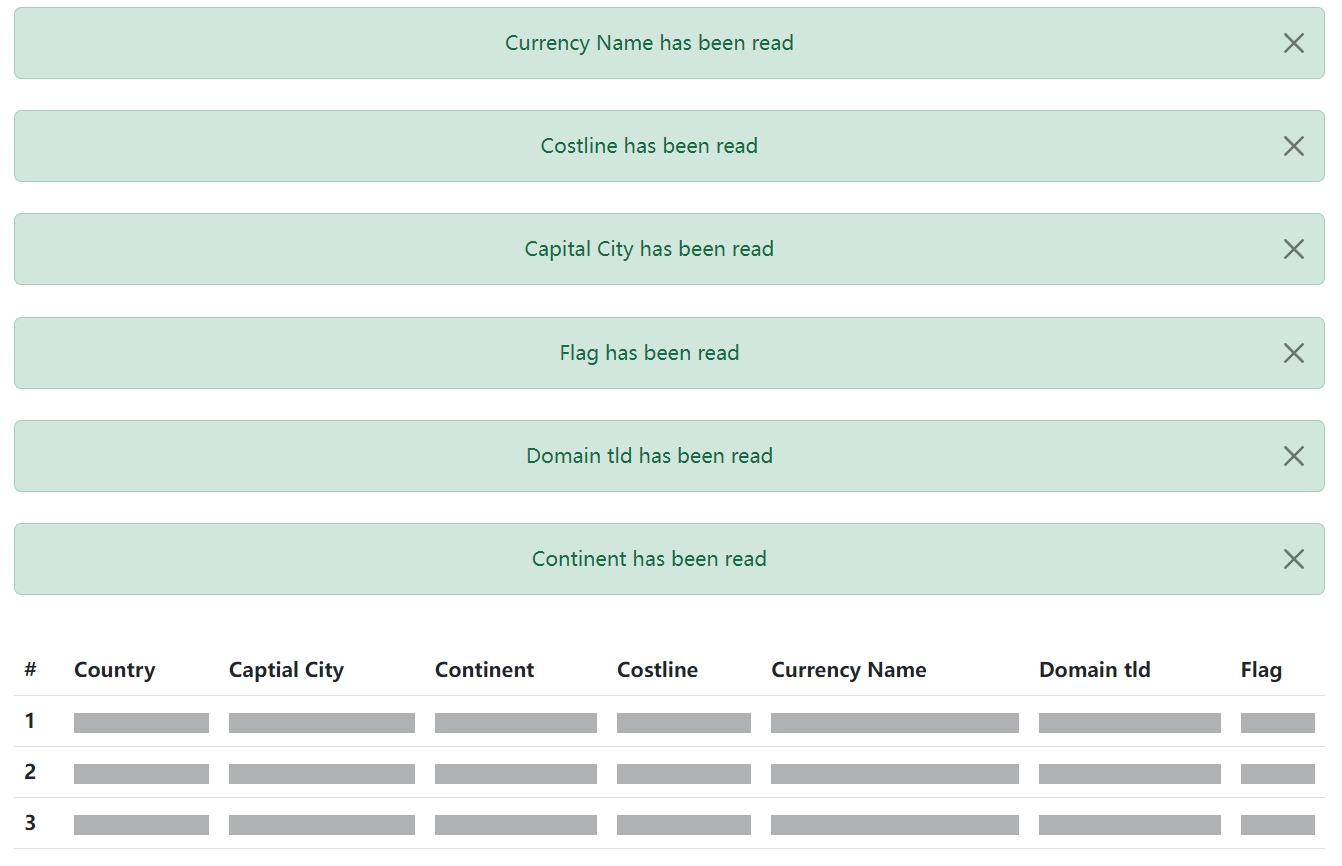 Currency Name has been read
Costline has been read
Capital City has been read
Flag has been read
Domain tld has been read
Continent has been read
# Country Captial City Continent Costline Currency Name Domain tld Flag
1
2
3